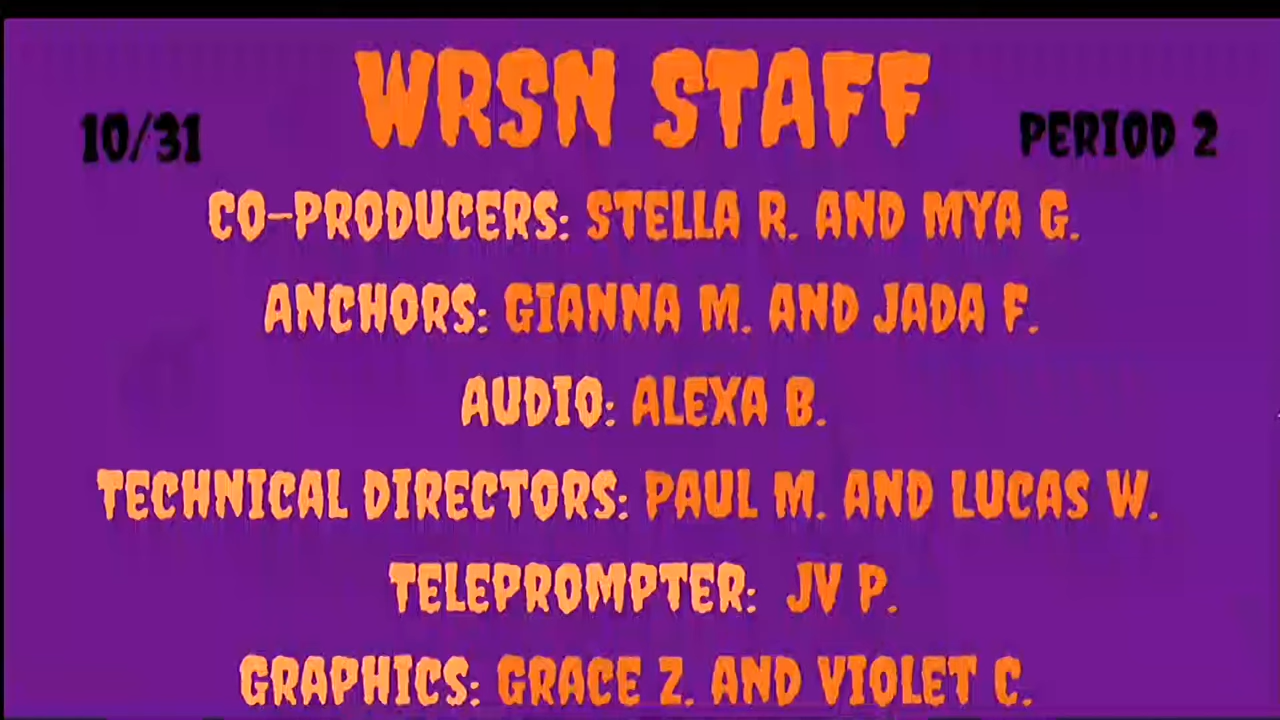 WRSN STAFF
10/31
PERIOD 2
CO-PRODUCERS: STELLA R. AND MYA G.
ANCHORS: GIANNA M. AND JADA F.
AUDIO: ALEXA B.
TECHNICAL DIRECTORS: PAUL M. AND LUCAS W.
TELEPROMPTER: JV P.
GRAPHICS: GRACE Z. AND VIOLET C.